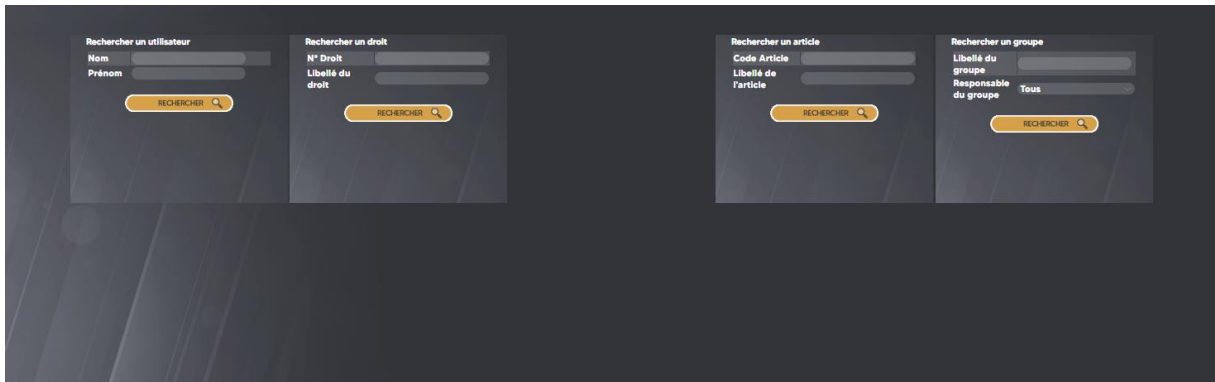 Rechercher un utilisateur
Nom
Prénom
RECHERCHER
Rechercher un droit
N° Droit
Libellé du
droit
RECHERCHER
Rechercher un article
Code Article
Libellé de
l'article
RECHERCHER
Rechercher un groupe
Libellé du
groupe
Responsable
du groupe
Tous
RECHERCHER